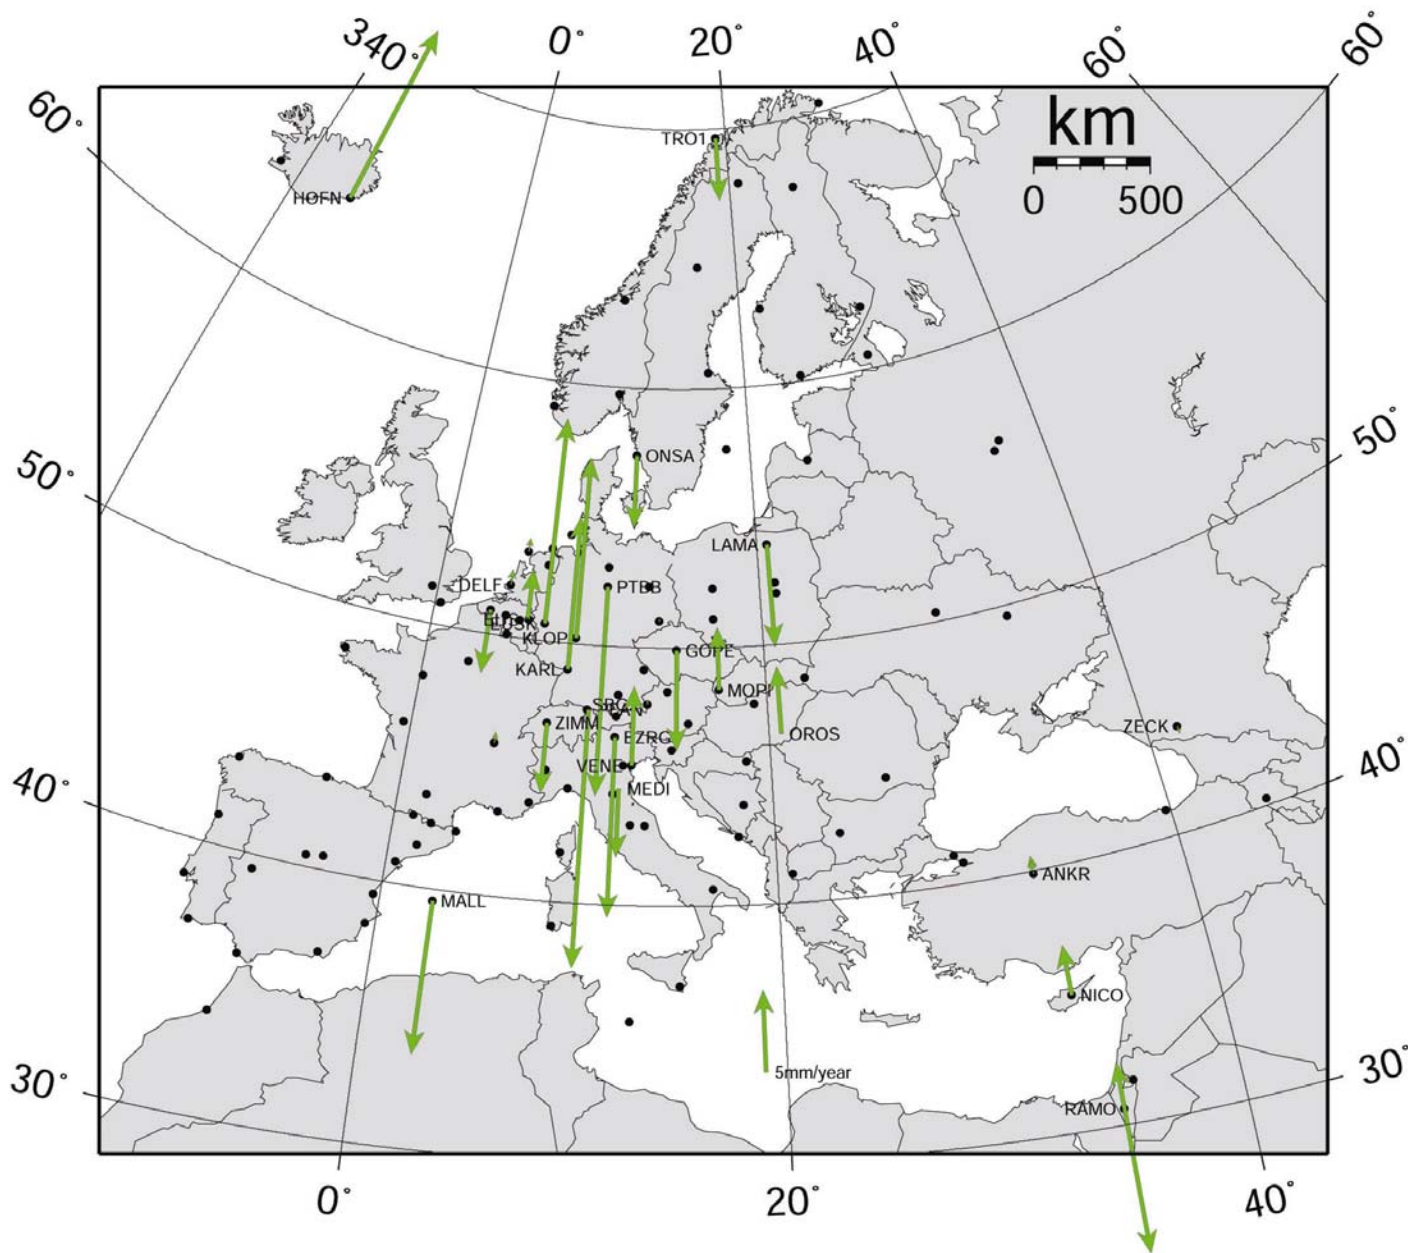 340°
0°
20°
40°
60°
60°
60°
km
0 500
TRO1
HOFN
50°
50°
ONSA
LAMA
DELF
PTBB
KLOP
GOPE
KARL
MOPI
ZIMM
ZECK
OROS
BZRG
VENE
MEDI
40°
40°
ANKR
MALL
NICO
5mm/year
30°
30°
RAMO
0°
20°
40°